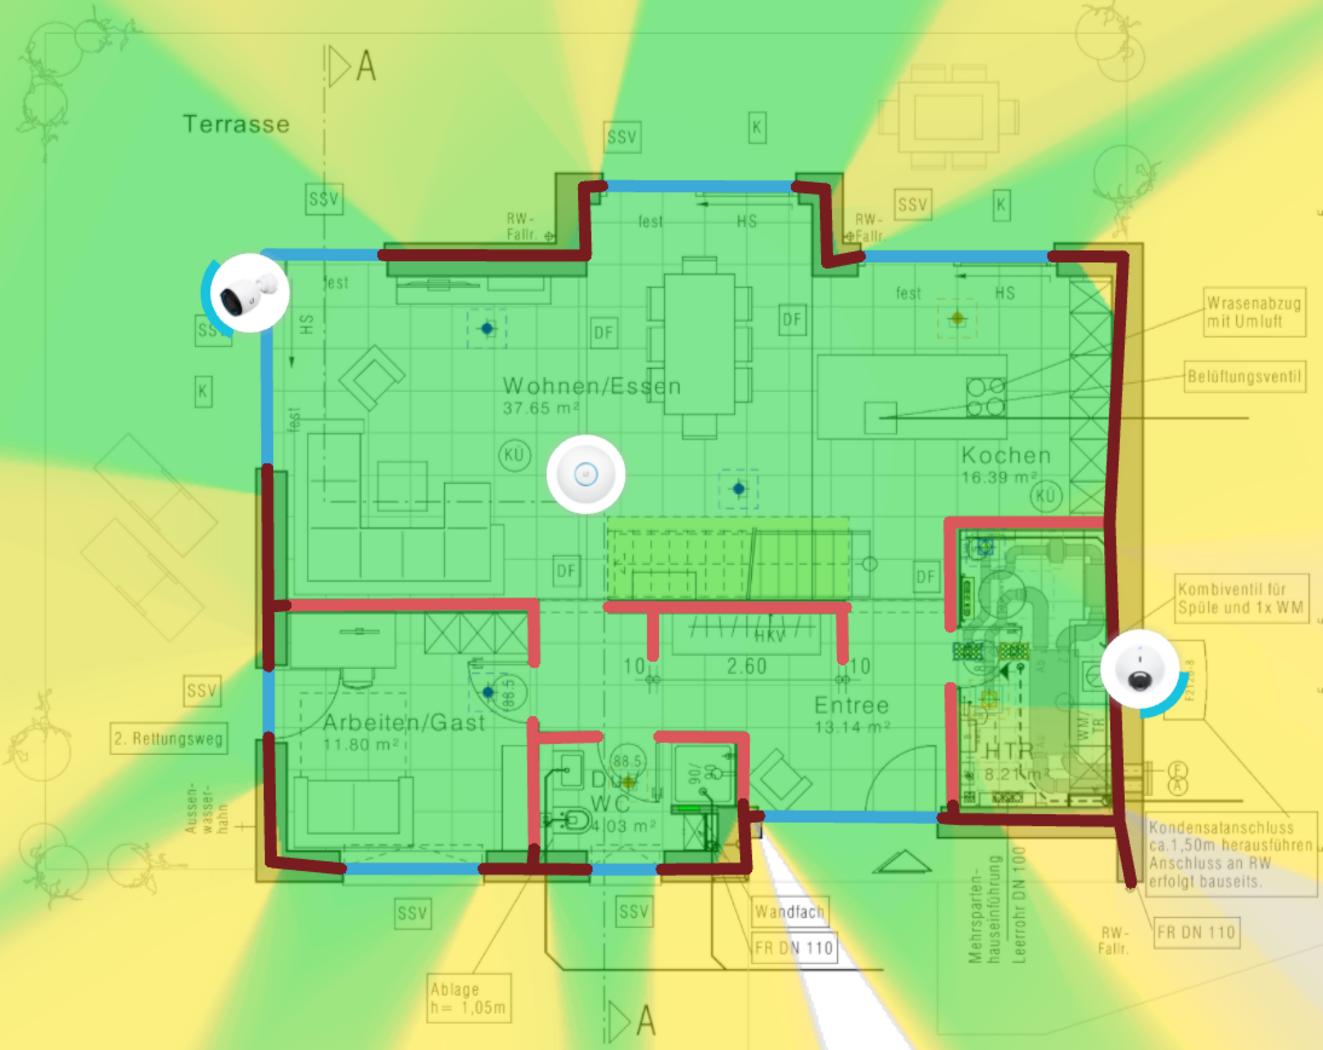 A
Terrasse
SSV
K
SSV
RW-
Fallr.
fest
HS
RW-
Fallr.
SSV
K
fest
HS
fest
HS
Wrasenabzug
mit Umluft
K
DF
DF
Belüftungsventil
Wohnen/Essen
37.65 m²
fest
KÜ
Kochen
16.39 m²
KÜ
DF
DF
Kombiventil für
Spüle und 1x WM
HKV
10
2.60
10
SSV
88.5
Entree
13.14 m²
Arbeiten/Gast
11.80 m²
2. Rettungsweg
88.5
90/
90
WM/
TR
HTR
8.21 m²
F
A
WC
4.03 m²
Aussen-
wasser-
hahn
Kondensatanschluss
ca.1,50m herausführen
Anschluss an RW
erfolgt bauseits.
SSV
SSV
Wandfach
FR DN 110
Mehrsparten-
hauseinführung
Leerrohr DN 100
RW-
Fallr.
FR DN 110
Ablage
h= 1,05m
A